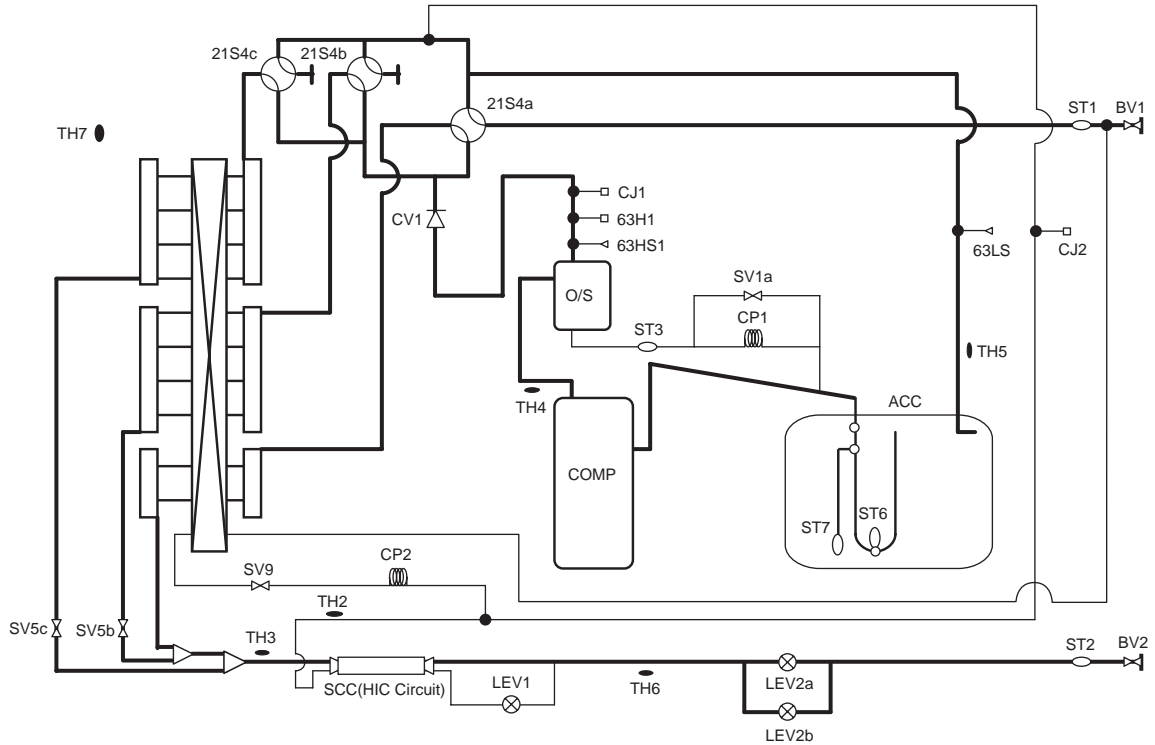 21S4c
21S4b
21S4a
ST1
BV1
TH7
CJ1
CV1
63H1
63HS1
63LS
CJ2
O/S
SV1a
CP1
ST3
TH5
TH4
ACC
COMP
ST7
ST6
CP2
SV9
TH2
SV5c
SV5b
TH3
ST2
BV2
SCC(HIC Circuit)
LEV1
TH6
LEV2a
LEV2b